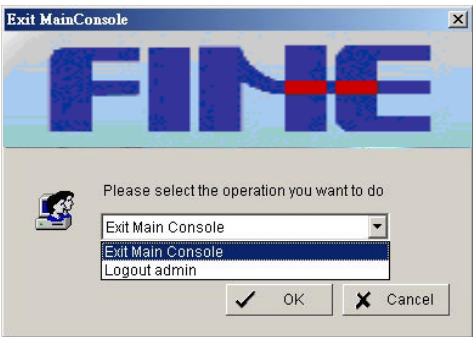 Exit MainConsole
FINE
Please select the operation you want to do
Exit Main Console
Exit Main Console
Logout admin
OK
Cancel